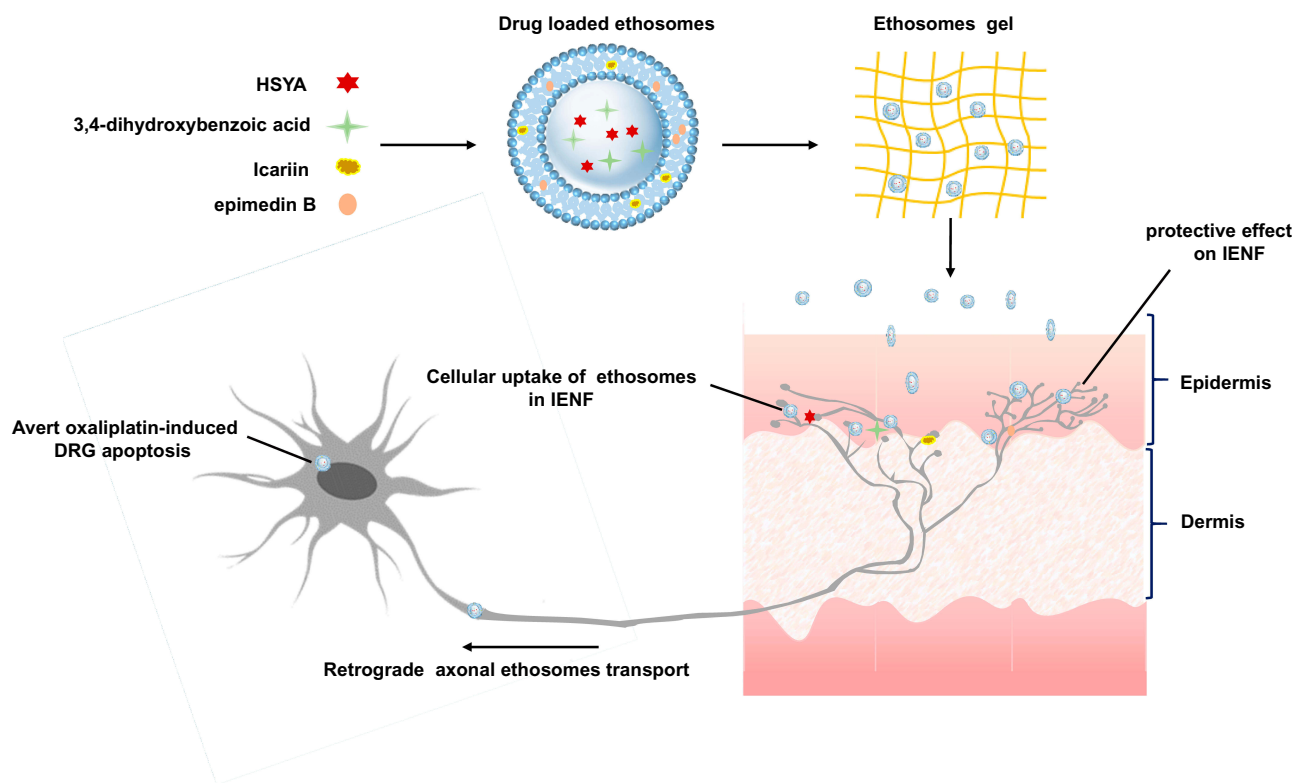 Drug loaded ethosomes
Ethosomes gel
HSYA
3,4-dihydroxybenzoic acid
Icariin
epimedin B
protective effect
on IENF
Cellular uptake of ethosomes
in IENF
Epidermis
Avert oxaliplatin-induced
DRG apoptosis
Dermis
Retrograde axonal ethosomes transport